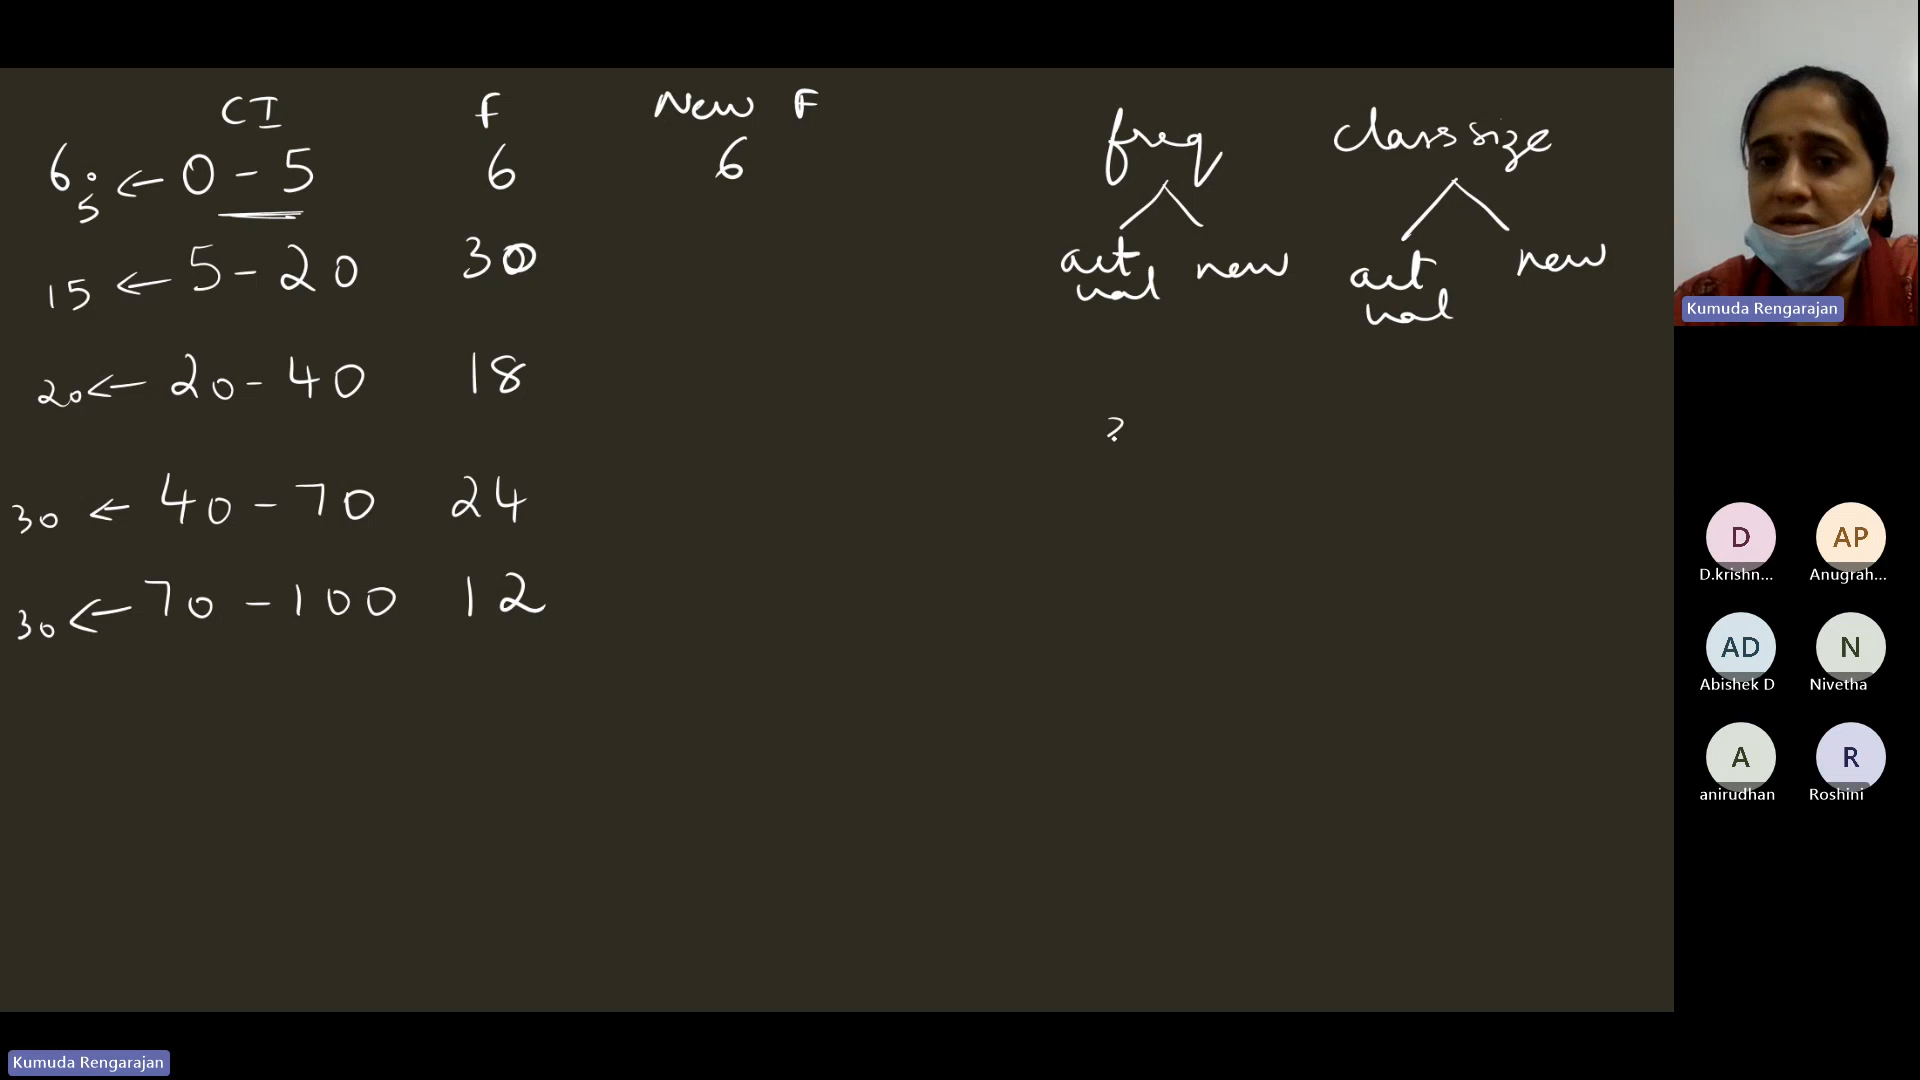 CI F New F
6 5 ← 0 - 5 6 6
15 ← 5 - 20 30
20 ← 20 - 40 18
30 ← 40 - 70 24
30 ← 70 - 100 12
freq class size
actual new actual new
?
Kumuda Rengarajan
D AP
D.krishn... Anugrah...
AD N
Abishek D Nivetha
A R
anirudhan Roshini
Kumuda Rengarajan